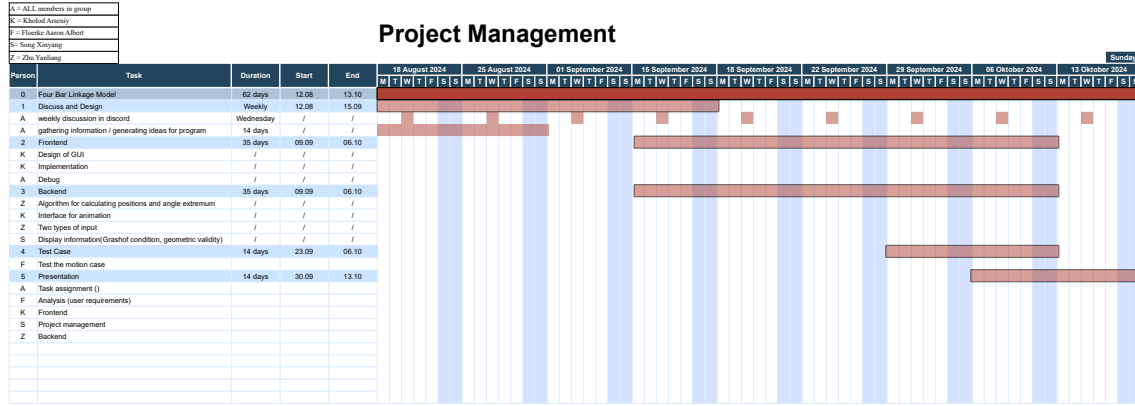 A = ALL members in group
K = Kholod Arseniy
F = Floerke Aaron Albert
S= Song Xinyang
Z = Zhu Yanliang
Project Management
Sunday
Person Task Duration Start End 18 August 2024 25 August 2024 01 September 2024 15 September 2024 18 September 2024 22 September 2024 29 September 2024 06 Oktober 2024 13 Oktober 2024
M T W T F S S M T W T F S S M T W T F S S M T W T F S S M T W T F S S M T W T F S S M T W T F S S M T W T F S S M T W T F S S
0 Four Bar Linkage Model 62 days 12.08 13.10
1 Discuss and Design Weekly 12.08 15.09
A weekly discussion in discord Wednesday / /
A gathering information / generating ideas for program 14 days / /
2 Frontend 35 days 09.09 06.10
K Design of GUI / / /
K Implementation / / /
A Debug / / /
3 Backend 35 days 09.09 06.10
Z Algorithm for calculating positions and angle extremum / / /
K Interface for animation / / /
Z Two types of input / / /
S Display information(Grashof condition, geometric validity) / / /
4 Test Case 14 days 23.09 06.10
F Test the motion case
5 Presentation 14 days 30.09 13.10
A Task assignment ()
F Analysis (user requirements)
K Frontend
S Project management
Z Backend